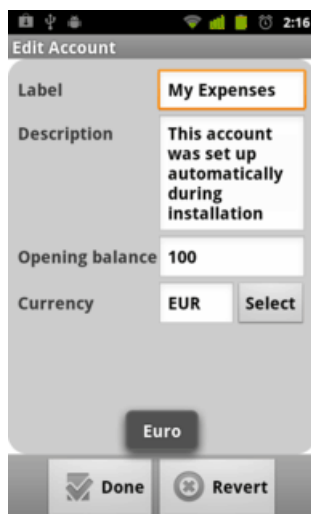 2:16
Edit Account
Label My Expenses
Description This account
was set up
automatically
during
installation
Opening balance 100
Currency EUR Select
Euro
Done Revert